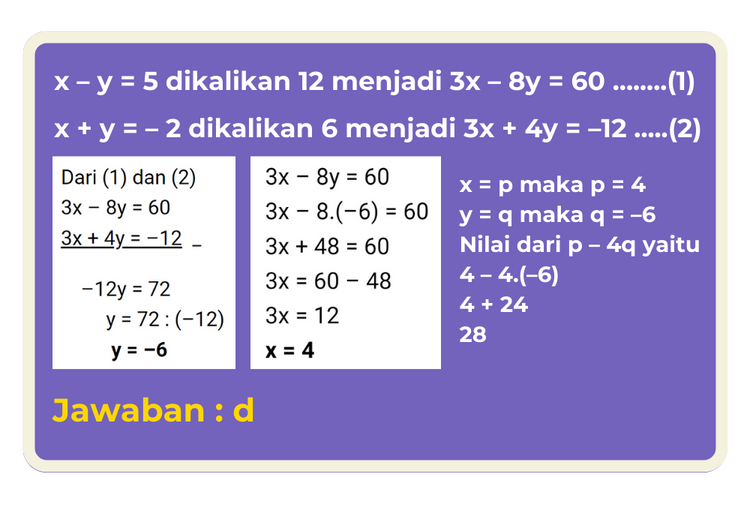 x – y = 5 dikalikan 12 menjadi 3x – 8y = 60 ........(1)
x + y = – 2 dikalikan 6 menjadi 3x + 4y = –12 .....(2)
Dari (1) dan (2)
3x – 8y = 60
3x + 4y = –12 –
–12y = 72
y = 72 : (–12)
y = –6
3x – 8y = 60
3x – 8.(–6) = 60
3x + 48 = 60
3x = 60 – 48
3x = 12
x = 4
x = p maka p = 4
y = q maka q = –6
Nilai dari p – 4q yaitu
4 – 4.(–6)
4 + 24
28
Jawaban : d